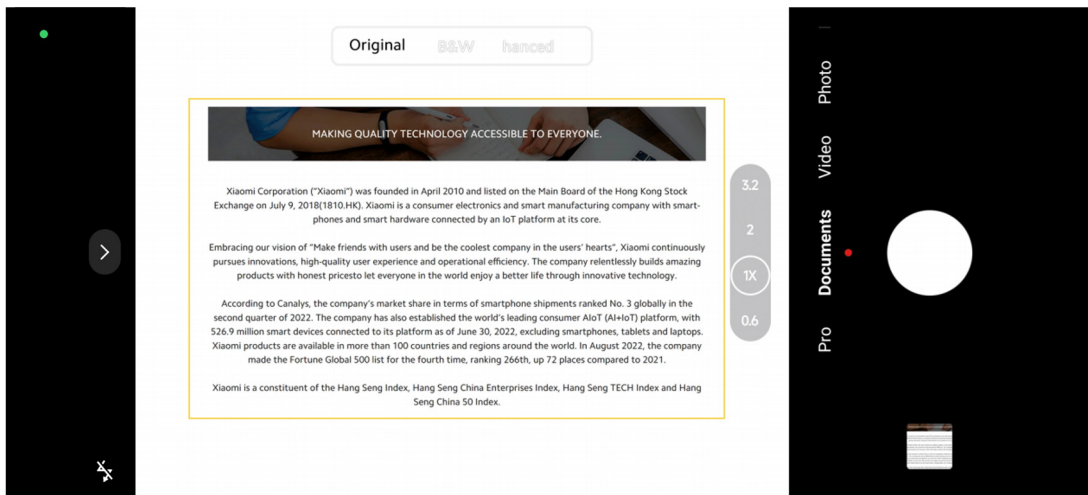 Original B&W hanced
MAKING QUALITY TECHNOLOGY ACCESSIBLE TO EVERYONE.
Xiaomi Corporation ("Xiaomi") was founded in April 2010 and listed on the Main Board of the Hong Kong Stock
Exchange on July 9, 2018(1810.HK). Xiaomi is a consumer electronics and smart manufacturing company with smart-
phones and smart hardware connected by an IoT platform at its core.
Embracing our vision of "Make friends with users and be the coolest company in the users' hearts", Xiaomi continuously
pursues innovations, high-quality user experience and operational efficiency. The company relentlessly builds amazing
products with honest pricesto let everyone in the world enjoy a better life through innovative technology.
According to Canalys, the company's market share in terms of smartphone shipments ranked No. 3 globally in the
second quarter of 2022. The company has also established the world's leading consumer AIoT (AI+IoT) platform, with
526.9 million smart devices connected to its platform as of June 30, 2022, excluding smartphones, tablets and laptops.
Xiaomi products are available in more than 100 countries and regions around the world. In August 2022, the company
made the Fortune Global 500 list for the fourth time, ranking 266th, up 72 places compared to 2021.
Xiaomi is a constituent of the Hang Seng Index, Hang Seng China Enterprises Index, Hang Seng TECH Index and Hang
Seng China 50 Index.
3.2
2
1X
0.6
Photo
Video
Documents
Pro